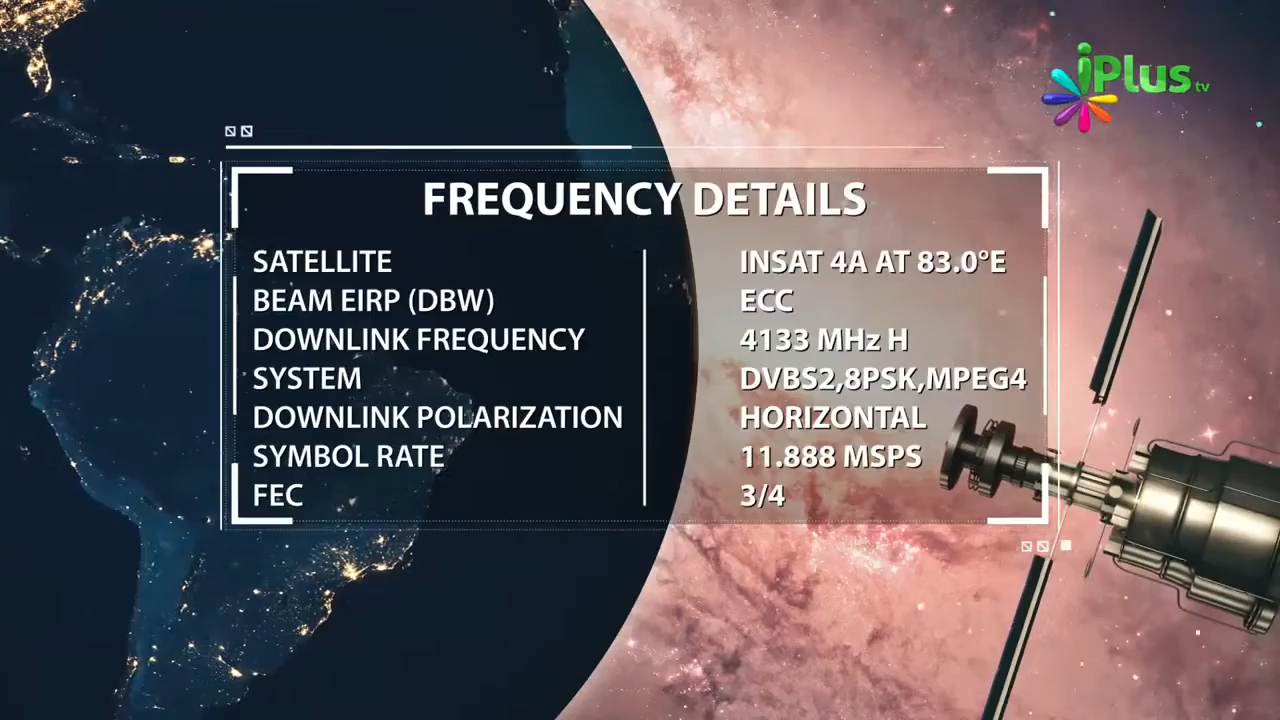 iPlus tv
FREQUENCY DETAILS
SATELLITE INSAT 4A AT 83.0°E
BEAM EIRP (DBW) ECC
DOWNLINK FREQUENCY 4133 MHz H
SYSTEM DVBS2,8PSK,MPEG4
DOWNLINK POLARIZATION HORIZONTAL
SYMBOL RATE 11.888 MSPS
FEC 3/4